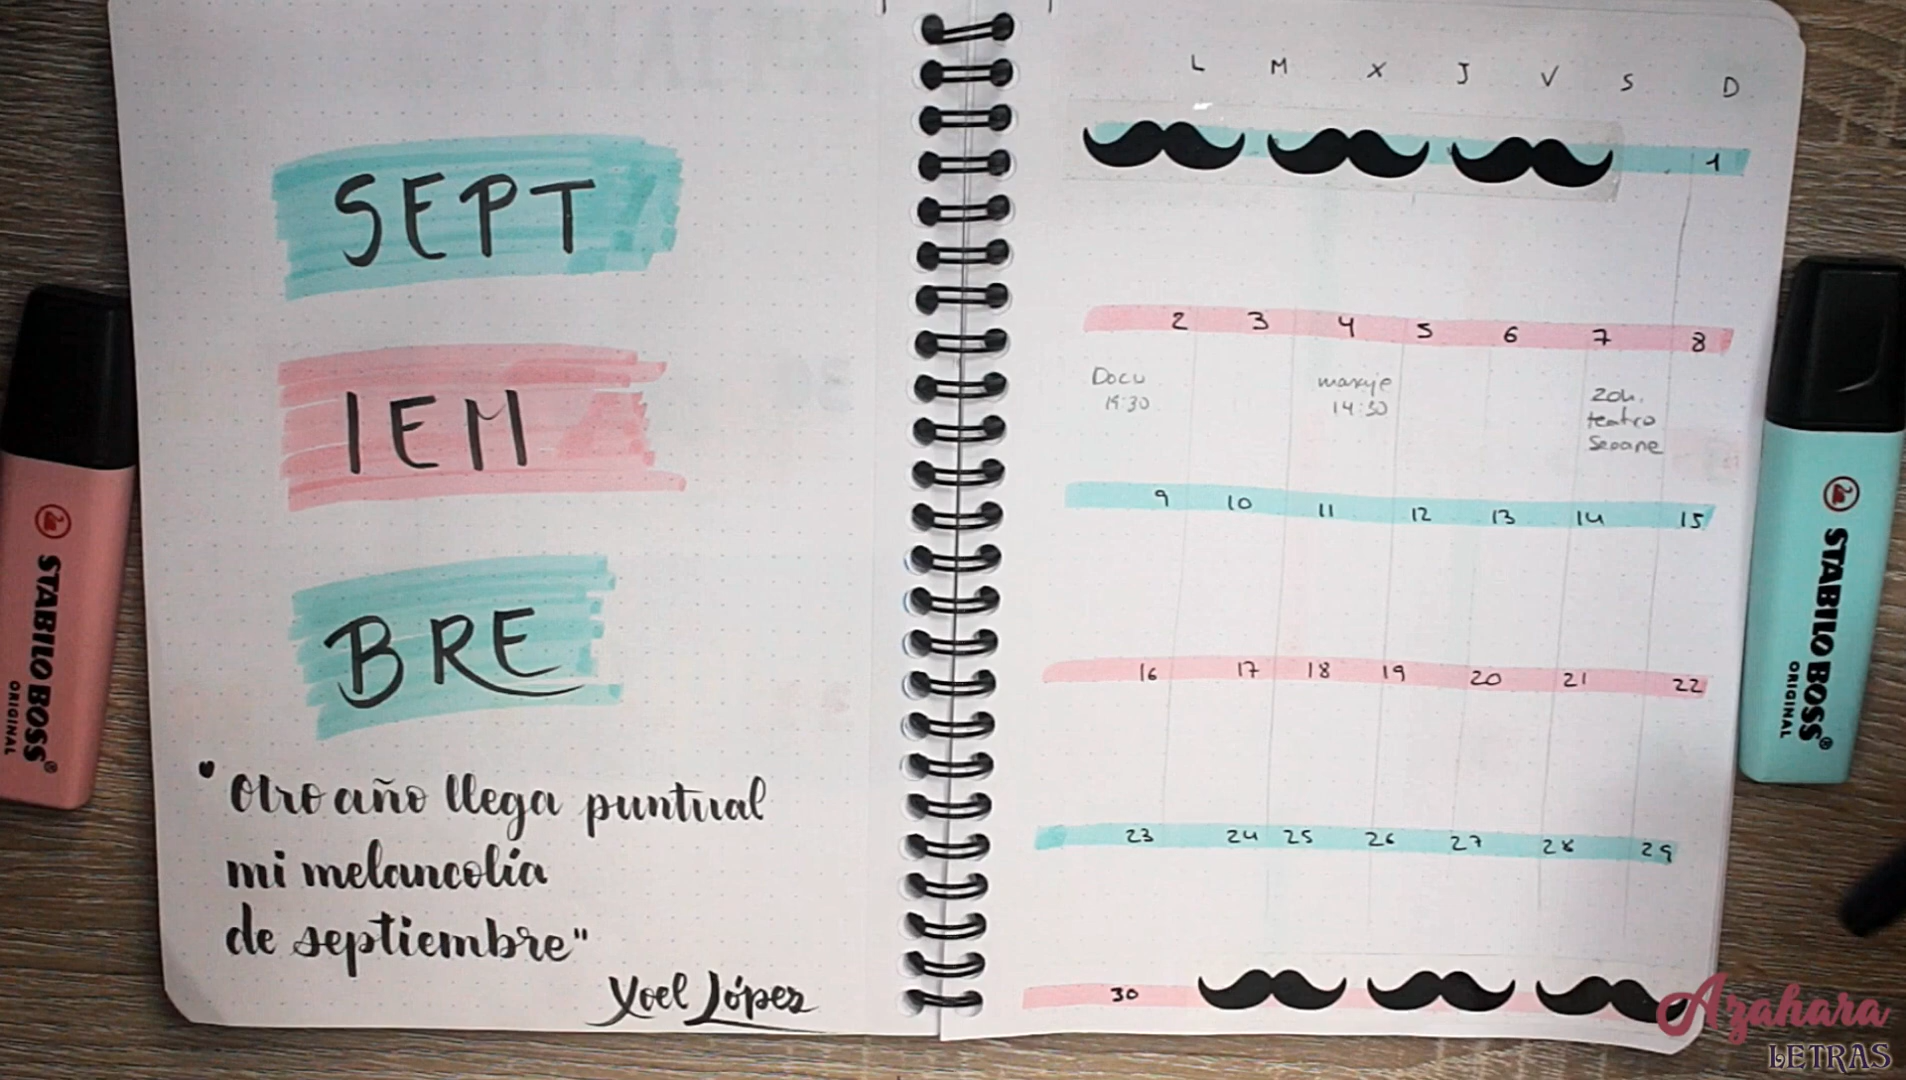 SEPT
IEM
BRE
"Otro año llega puntual
mi melancolía
de septiembre"
Xoel López
L M X J V S D
1
2 3 4 5 6 7 8
Docu
19:30
14:30
20h.
teatro
Seoane
9 10 11 12 13 14 15
16 17 18 19 20 21 22
23 24 25 26 27 28 29
30
STABILO BOSS®
ORIGINAL
STABILO BOSS®
ORIGINAL
Azahara
LETRAS